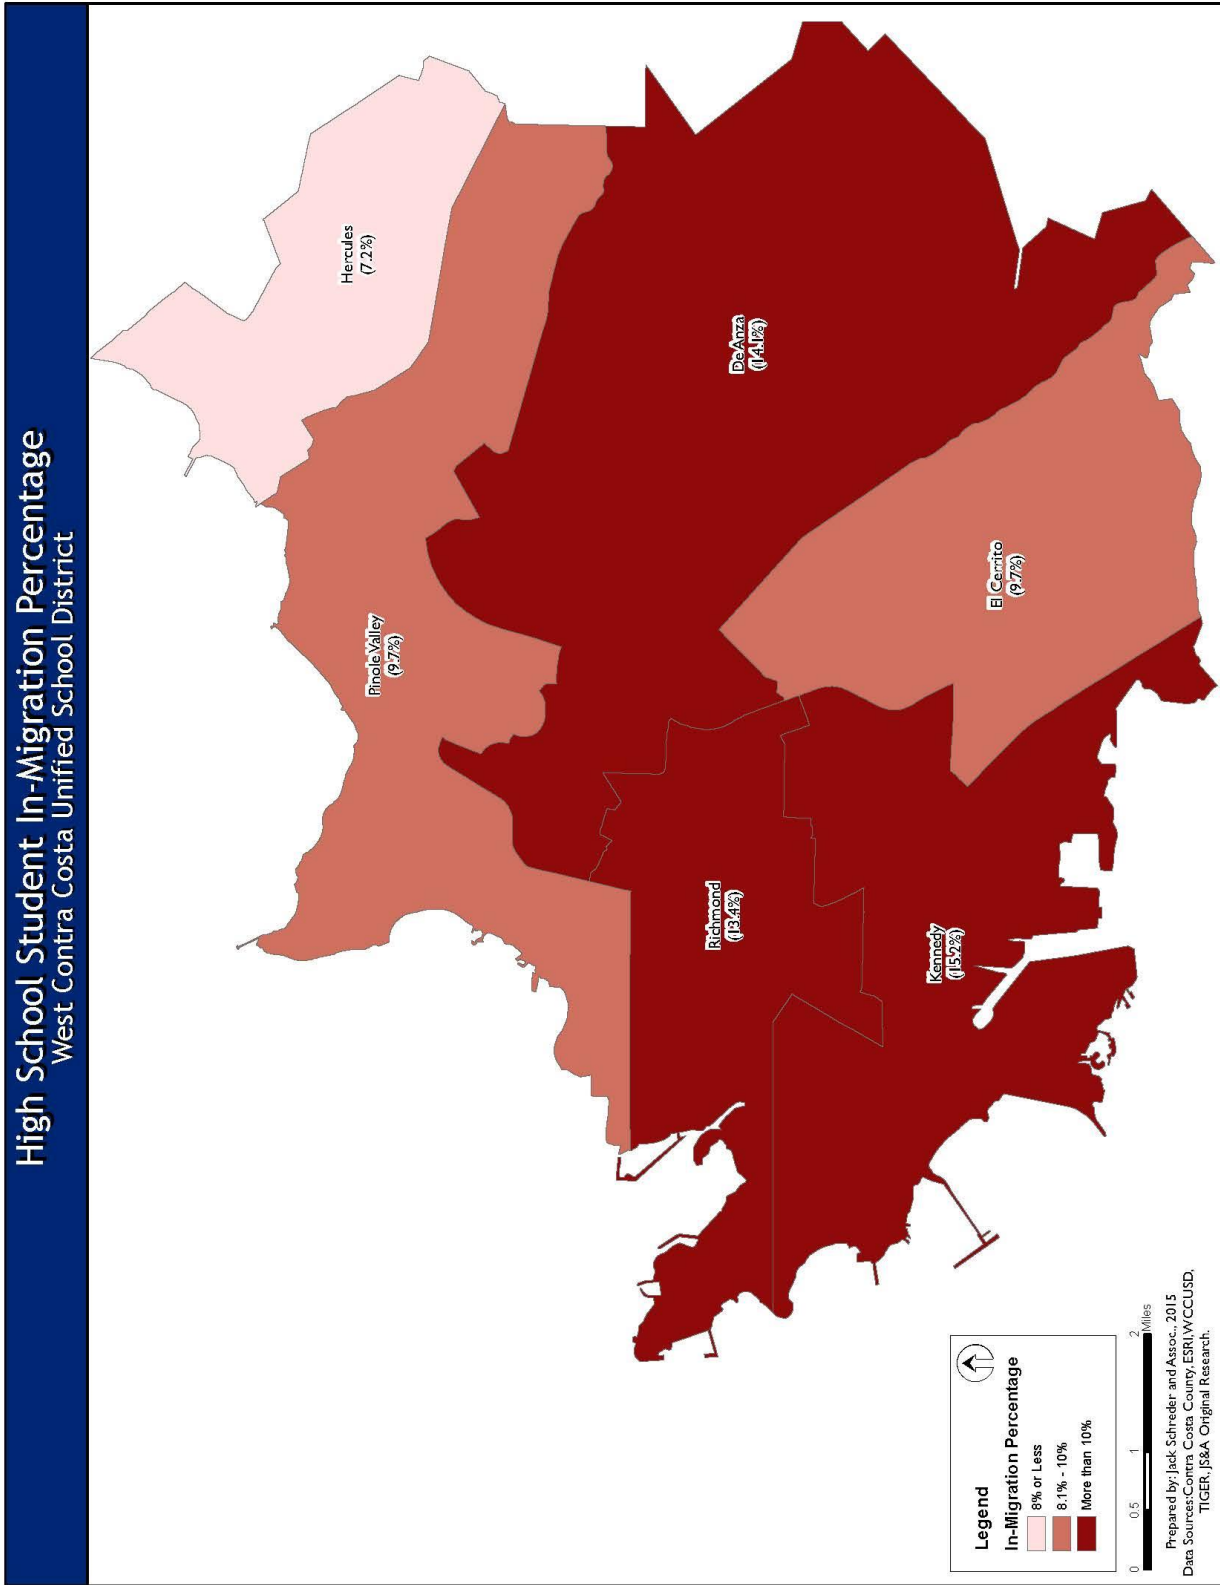 High School Student In-Migration Percentage
West Contra Costa Unified School District
Hercules
(7.2%)
Pinole Valley
(9.7%)
De Anza
(14.1%)
El Cerrito
(9.7%)
Richmond
(13.4%)
Kennedy
(15.2%)
Legend
In-Migration Percentage
8% or Less
8.1% - 10%
More than 10%
0 0.5 1 2
Miles
Prepared by: Jack Schreder and Assoc., 2015
Data Sources:Contra Costa County, ESRI,WCCUSD,
TIGER. JS&A Original Research.